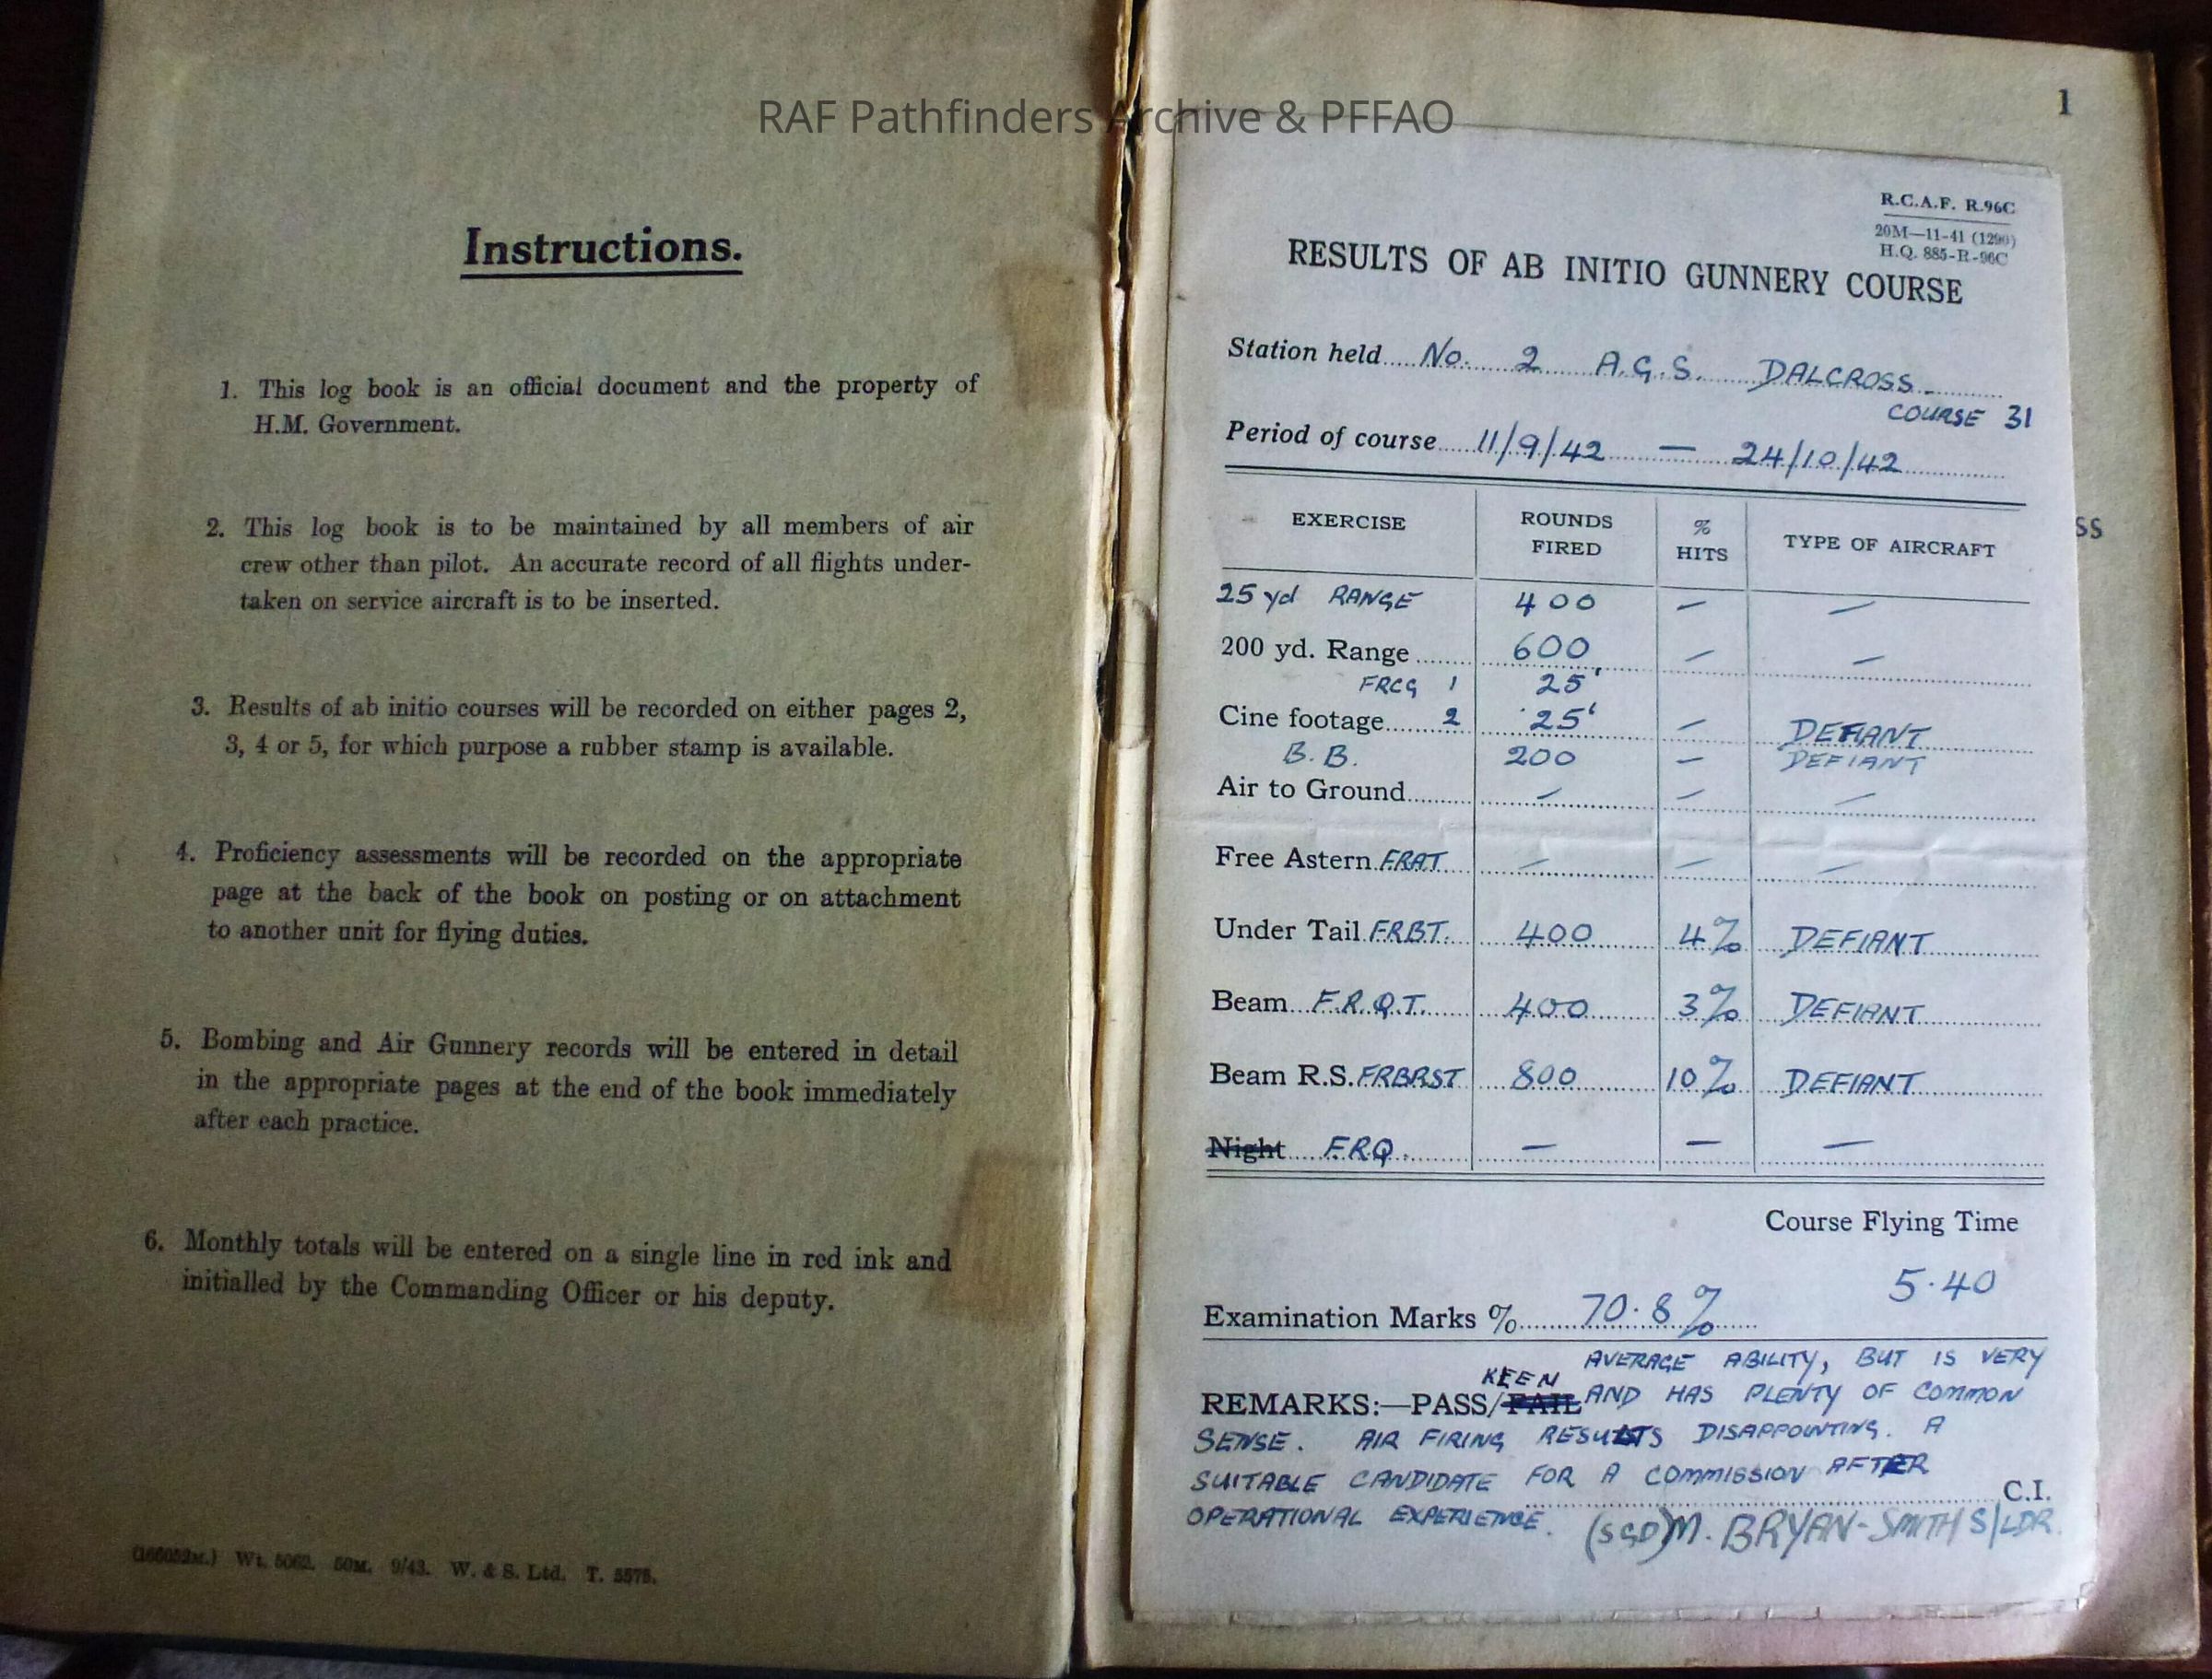 RAF Pathfinders Archive & PFFAO
Instructions.
1. This log book is an official document and the property of
H.M. Government.
2. This log book is to be maintained by all members of air
crew other than pilot. An accurate record of all flights under-
taken on service aircraft is to be inserted.
3. Results of ab initio courses will be recorded on either pages 2,
3, 4 or 5, for which purpose a rubber stamp is available.
4. Proficiency assessments will be recorded on the appropriate
page at the back of the book on posting or on attachment
to another unit for flying duties.
5. Bombing and Air Gunnery records will be entered in detail
in the appropriate pages at the end of the book immediately
after each practice.
6. Monthly totals will be entered on a single line in red ink and
initialled by the Commanding Officer or his deputy.
Wt. 5062. 50M. 9/43. W. & S. Ltd. T. 5575.
1
R.C.A.F. R.96C
20M—11-41 (1290)
H.Q. 885-R-96C
RESULTS OF AB INITIO GUNNERY COURSE
Station held No. 2 A.G.S. DALCROSS.
COURSE 31
Period of course 11/9/42 — 24/10/42
EXERCISE ROUNDS FIRED % HITS TYPE OF AIRCRAFT
SS
25 yd RANGE 400 — —
200 yd. Range 600 — —
FRCG 1 25'
Cine footage 2 25' — DEFIANT
B.B. 200 — DEFIANT
Air to Ground — — —
Free Astern FRAT — — —
Under Tail FRBT. 400 4% DEFIANT
Beam F.R.Q.T. 400 3% DEFIANT
Beam R.S. FRBRST 800 10% DEFIANT
Night FRQ. — — —
Course Flying Time
5.40
Examination Marks % 70.8%
AVERAGE ABILITY, BUT IS VERY
KEEN
REMARKS:—PASS/FAIL AND HAS PLENTY OF COMMON
SENSE. AIR FIRING RESULTS DISAPPOINTING. A
SUITABLE CANDIDATE FOR A COMMISSION AFTER
C.I.
OPERATIONAL EXPERIENCE. (SGD) M. BRYAN-SMITH S/LDR